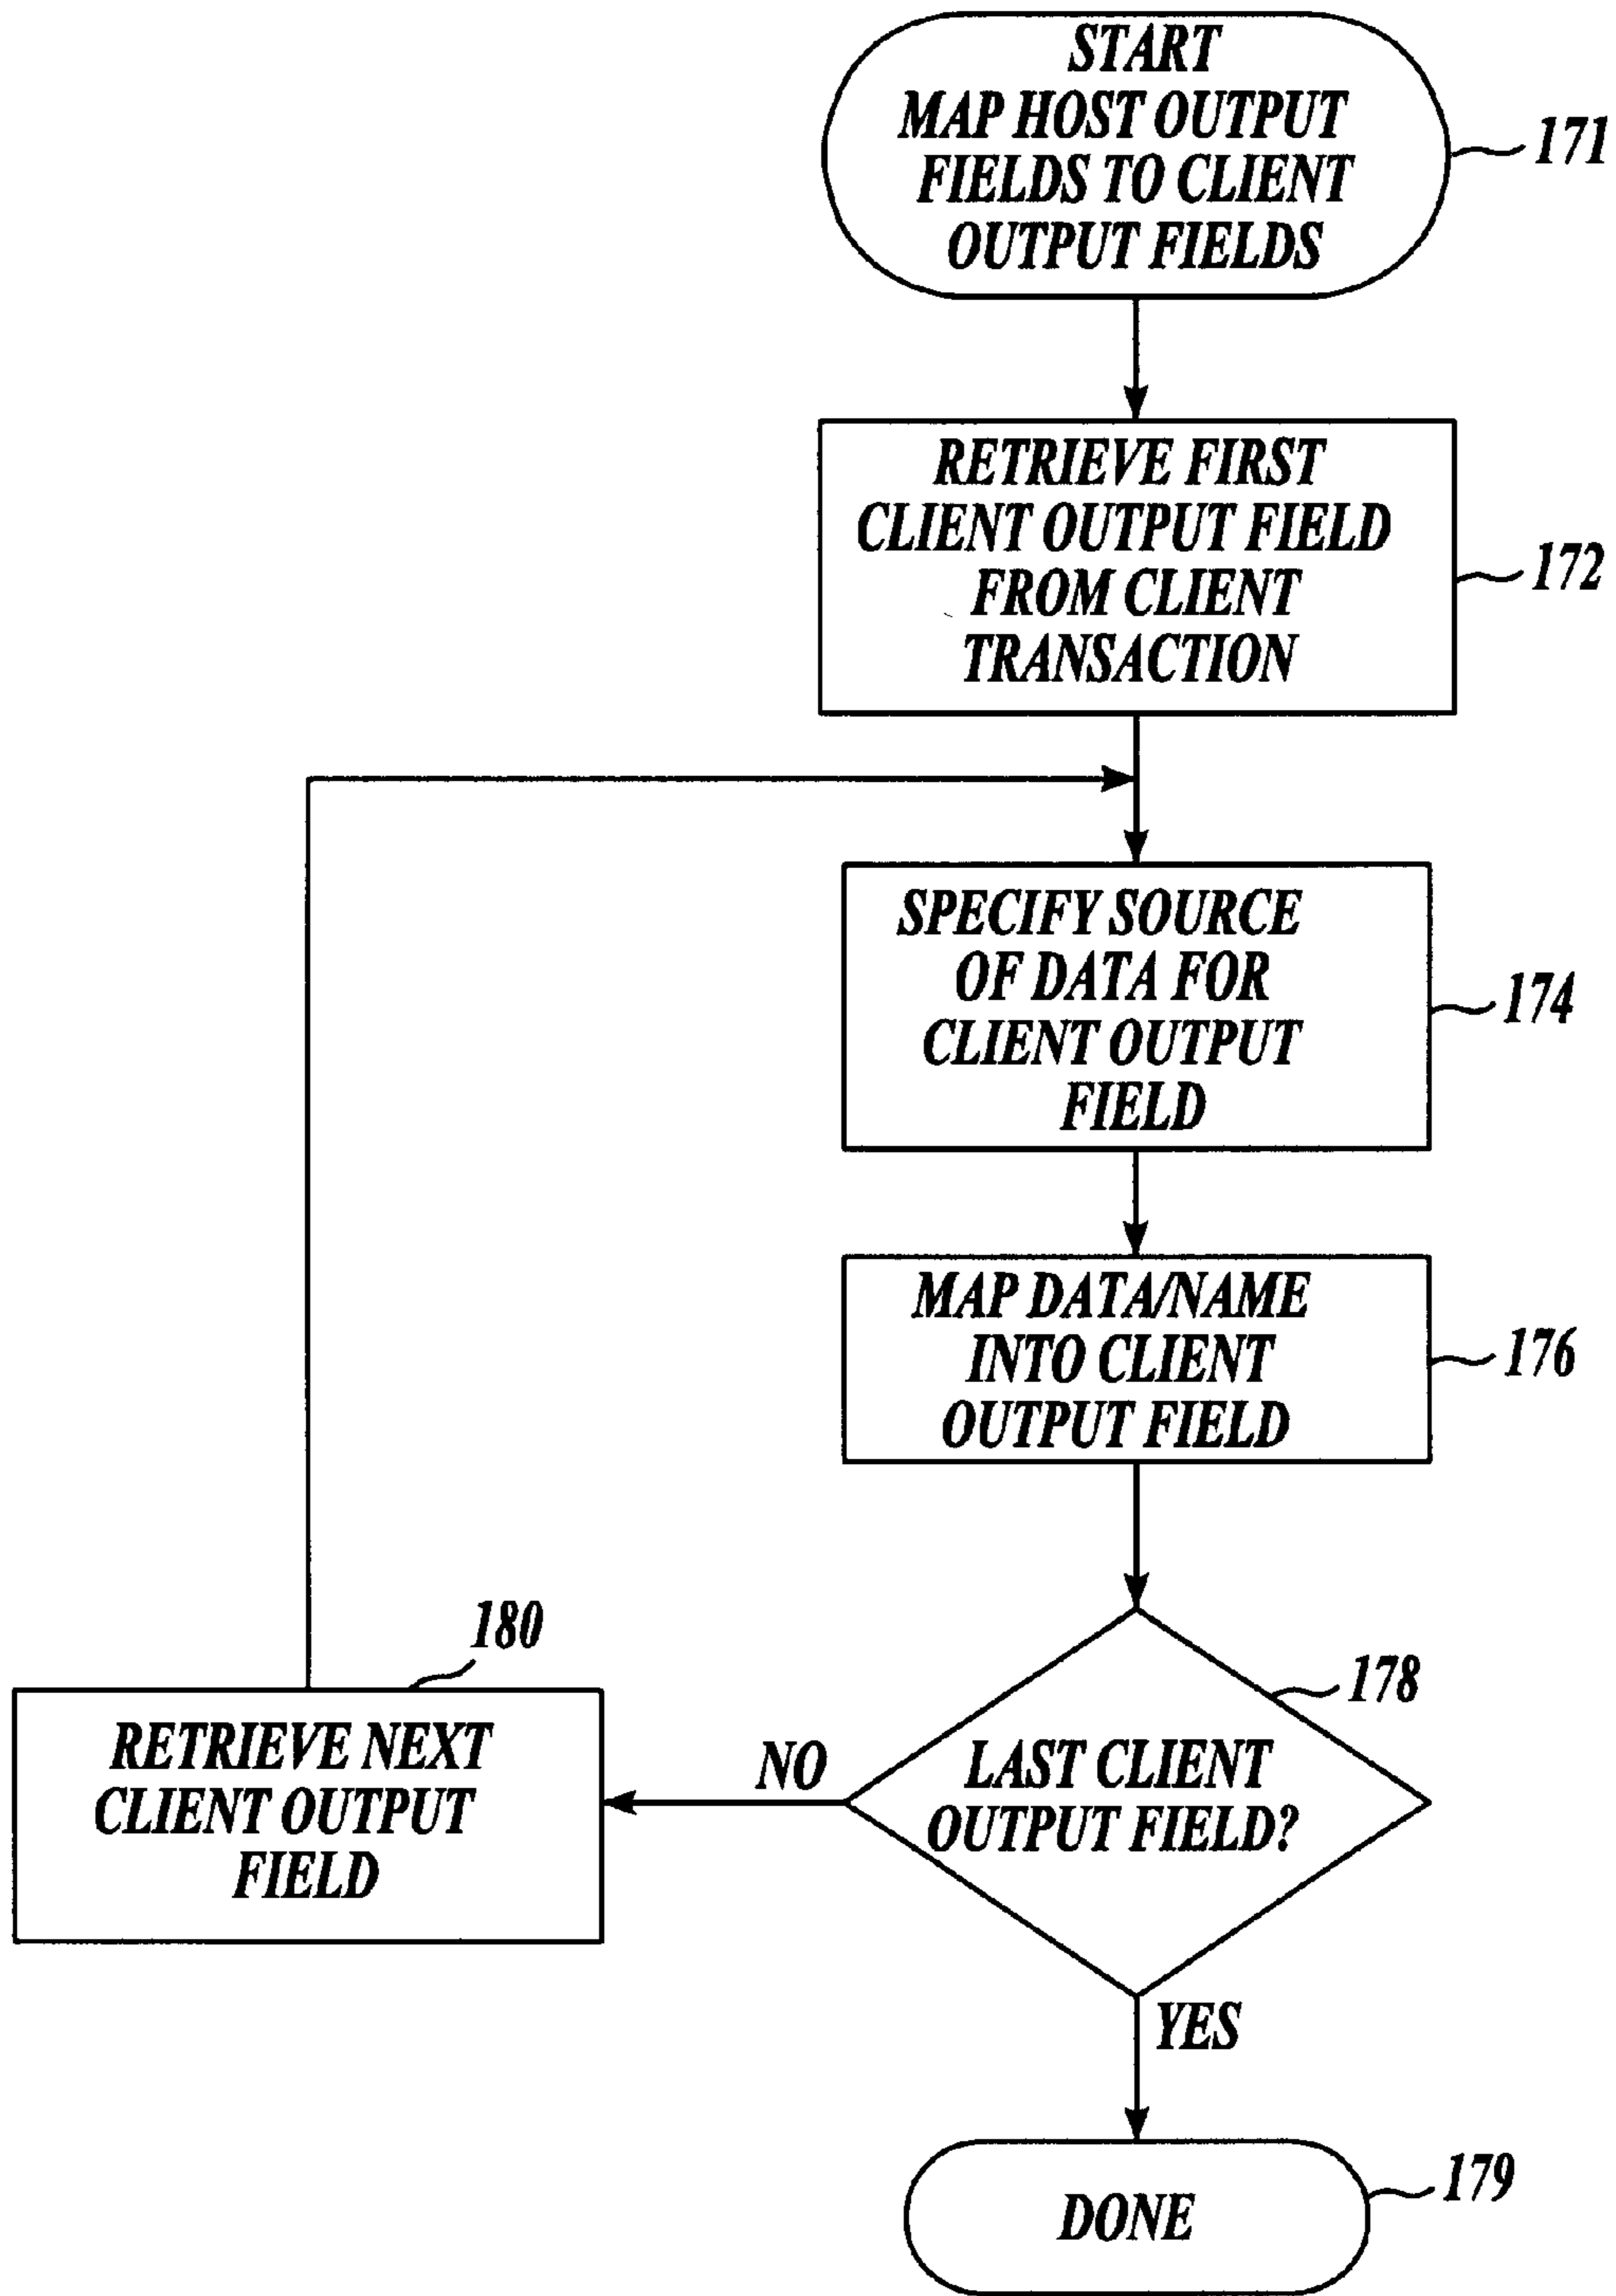 START
MAP HOST OUTPUT
FIELDS TO CLIENT
OUTPUT FIELDS
171
RETRIEVE FIRST
CLIENT OUTPUT FIELD
FROM CLIENT
TRANSACTION
172
SPECIFY SOURCE
OF DATA FOR
CLIENT OUTPUT
FIELD
174
MAP DATA/NAME
INTO CLIENT
OUTPUT FIELD
176
180
RETRIEVE NEXT
CLIENT OUTPUT
FIELD
NO
178
LAST CLIENT
OUTPUT FIELD?
YES
DONE
179